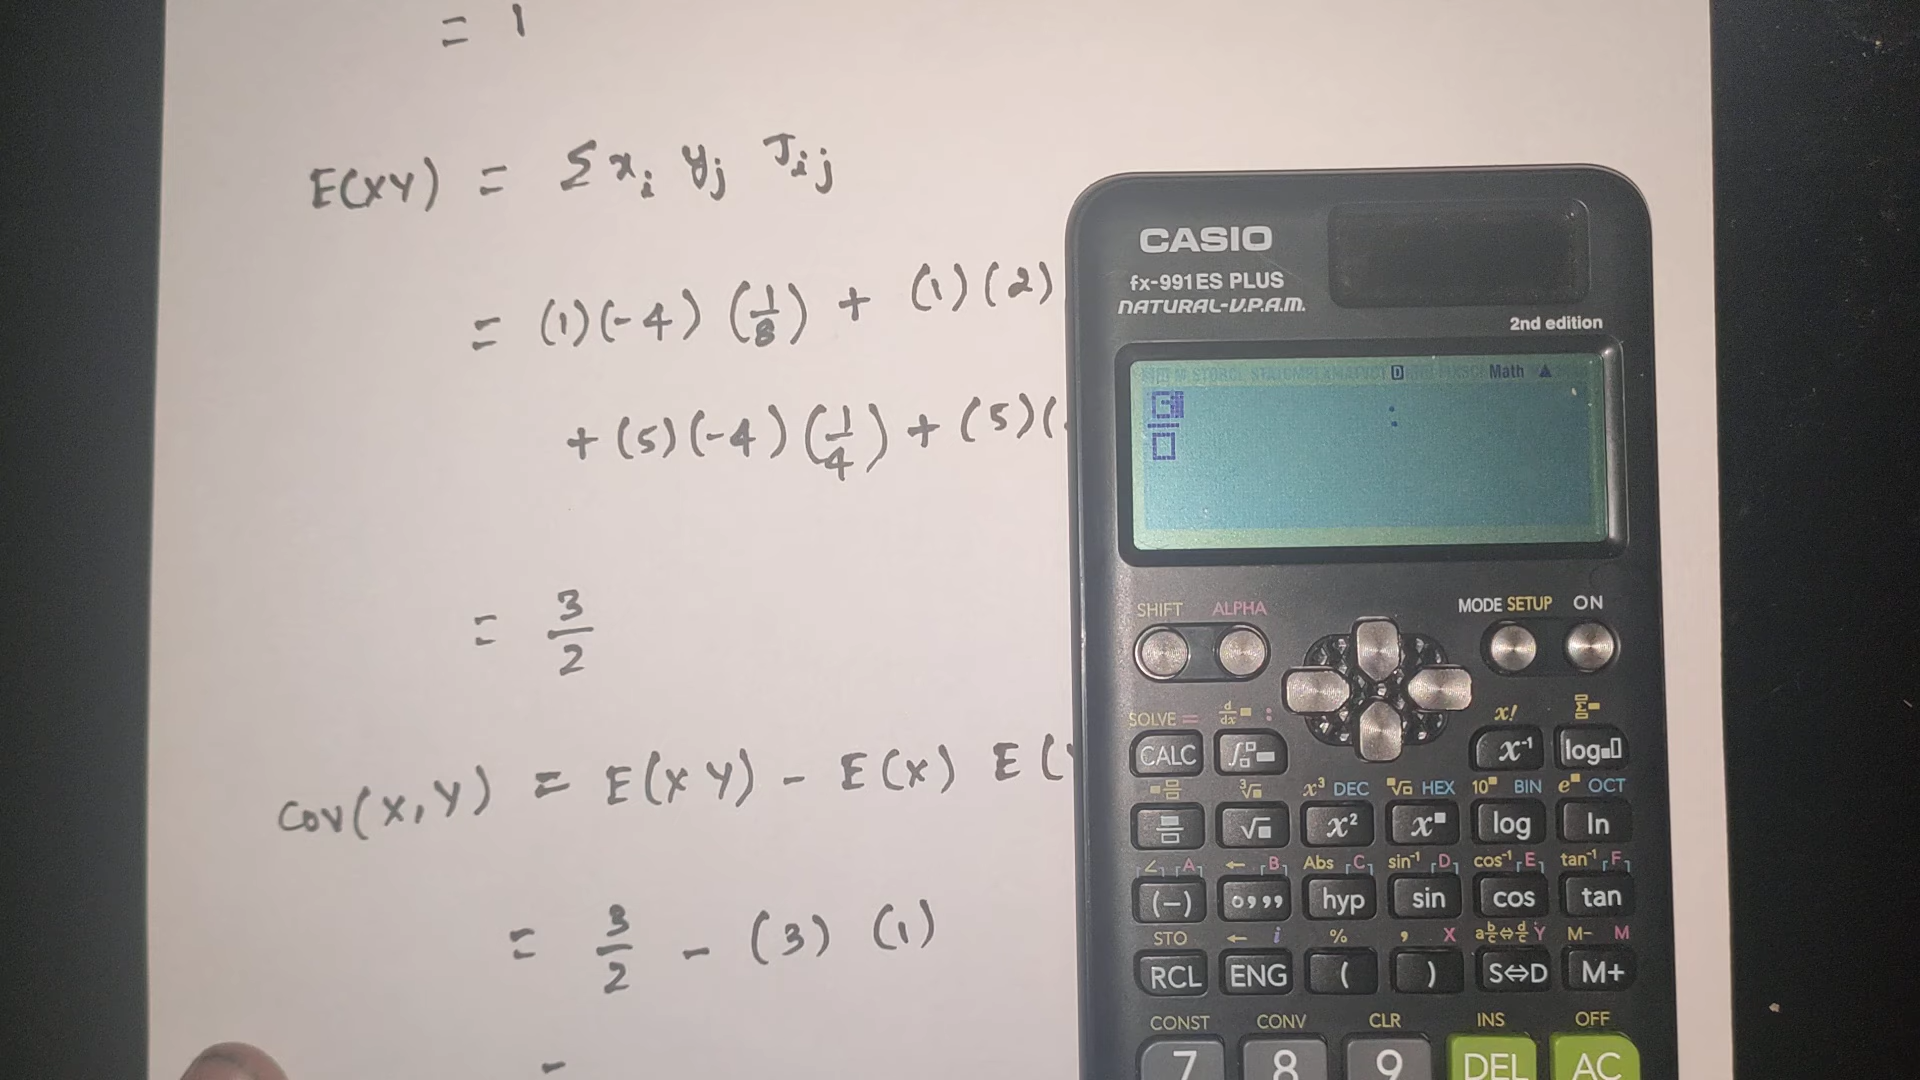 = 1
E(XY) = Σ xᵢ yⱼ Jᵢⱼ
= (1)(-4) (1/8) + (1)(2)
+ (5)(-4) (1/4) + (5)(
= 3/2
Cov(X,Y) = E(XY) - E(X) E(
= 3/2 - (3) (1)
CASIO
fx-991ES PLUS
NATURAL-V.P.A.M.
2nd edition
D Math ▲
SHIFT ALPHA MODE SETUP ON
SOLVE = d/dx : x! Σ
CALC ∫ x⁻¹ log
³√ x³ DEC √ HEX 10 BIN e OCT
√ x² x log ln
∠ A ← B Abs C sin⁻¹ D cos⁻¹ E tan⁻¹ F
(−) °,,, hyp sin cos tan
STO ← i % , X a b/c⇔d/c Y M− M
RCL ENG ( ) S⇔D M+
CONST CONV CLR INS OFF
7 8 9 DEL AC